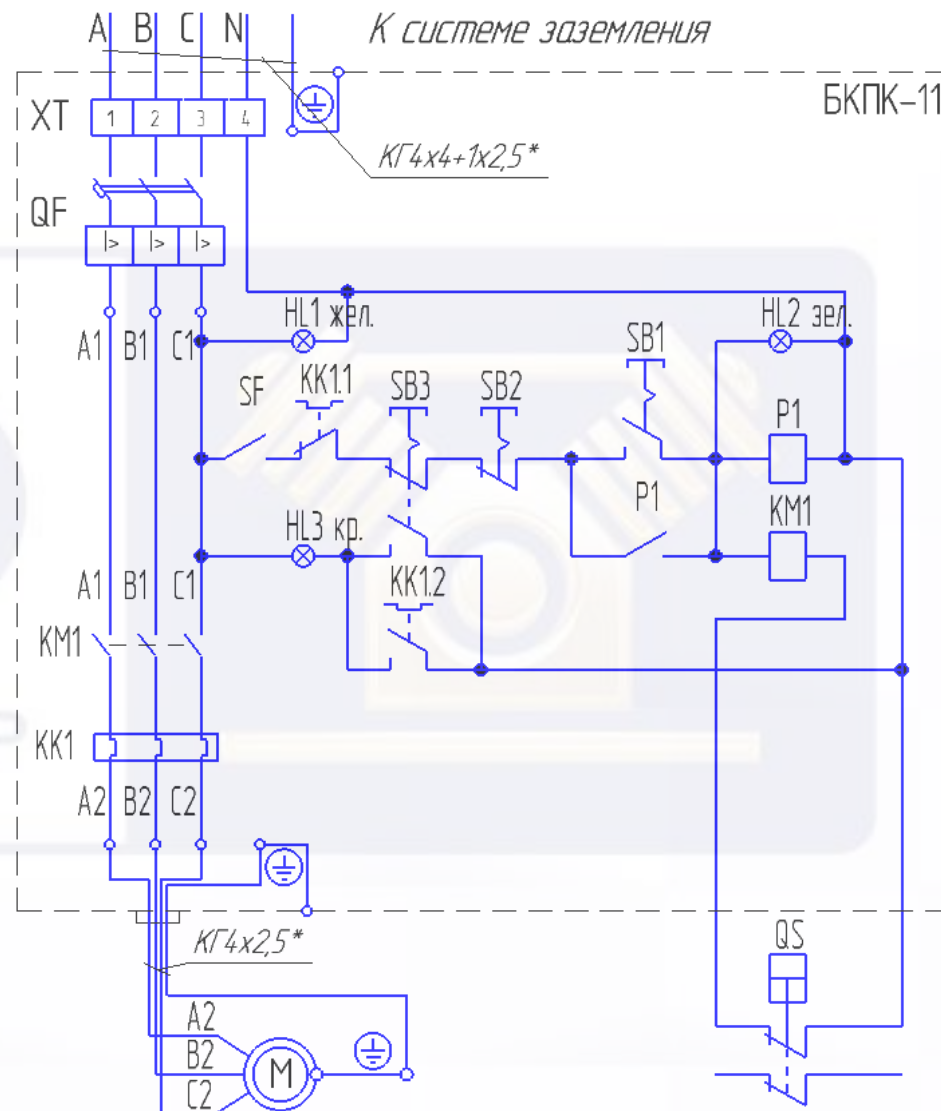 A B C N К системе заземления
БКПК-11
XT 1 2 3 4
КГ4х4+1х2,5*
QF
I> I> I>
HL1 жел. HL2 зел.
A1 B1 C1 SB1
SF KK1.1 SB3 SB2 P1
P1 KM1
HL3 кр.
A1 B1 C1 KK1.2
KM1
KK1
A2 B2 C2
КГ4х2,5* QS
A2
B2
M
C2